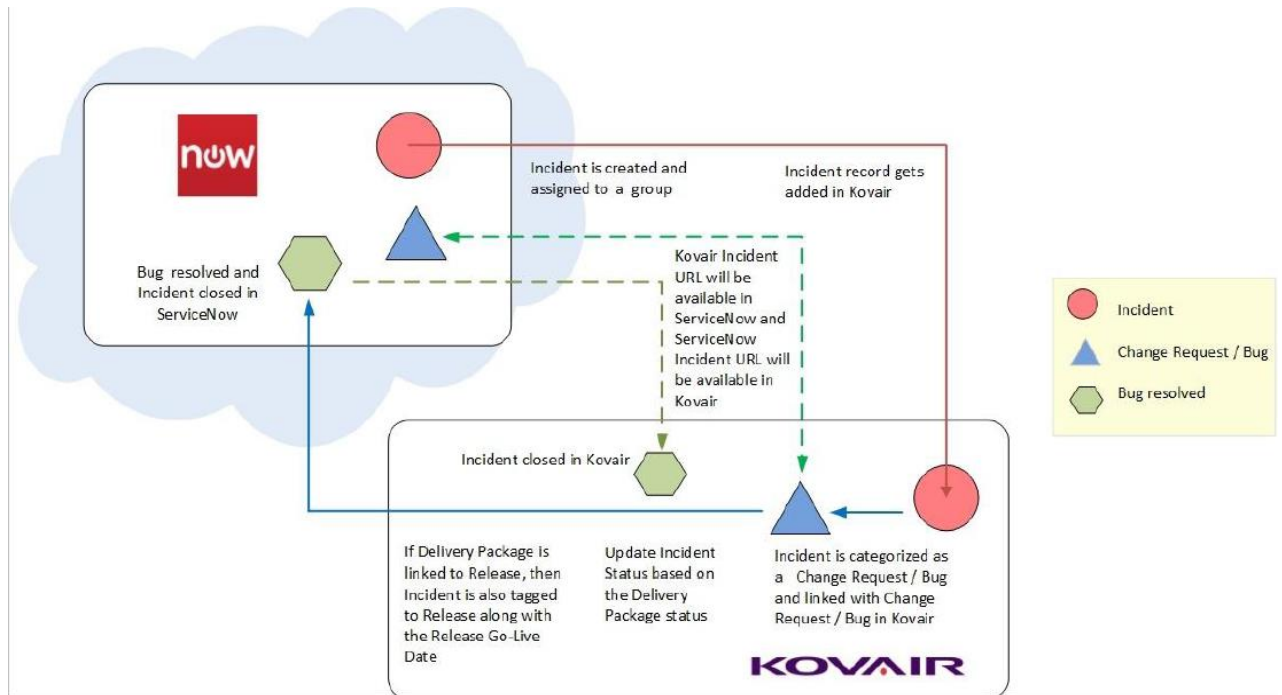 now
Incident is created and
assigned to a group
Incident record gets
added in Kovair
Bug resolved and
Incident closed in
ServiceNow
Kovair Incident
URL will be
available in
ServiceNow and
ServiceNow
Incident URL will
be available in
Kovair
Incident
Change Request / Bug
Bug resolved
Incident closed in Kovair
If Delivery Package is
linked to Release, then
Incident is also tagged
to Release along with
the Release Go-Live
Date
Update Incident
Status based on
the Delivery
Package status
Incident is categorized as
a Change Request / Bug
and linked with Change
Request / Bug in Kovair
KOVAIR